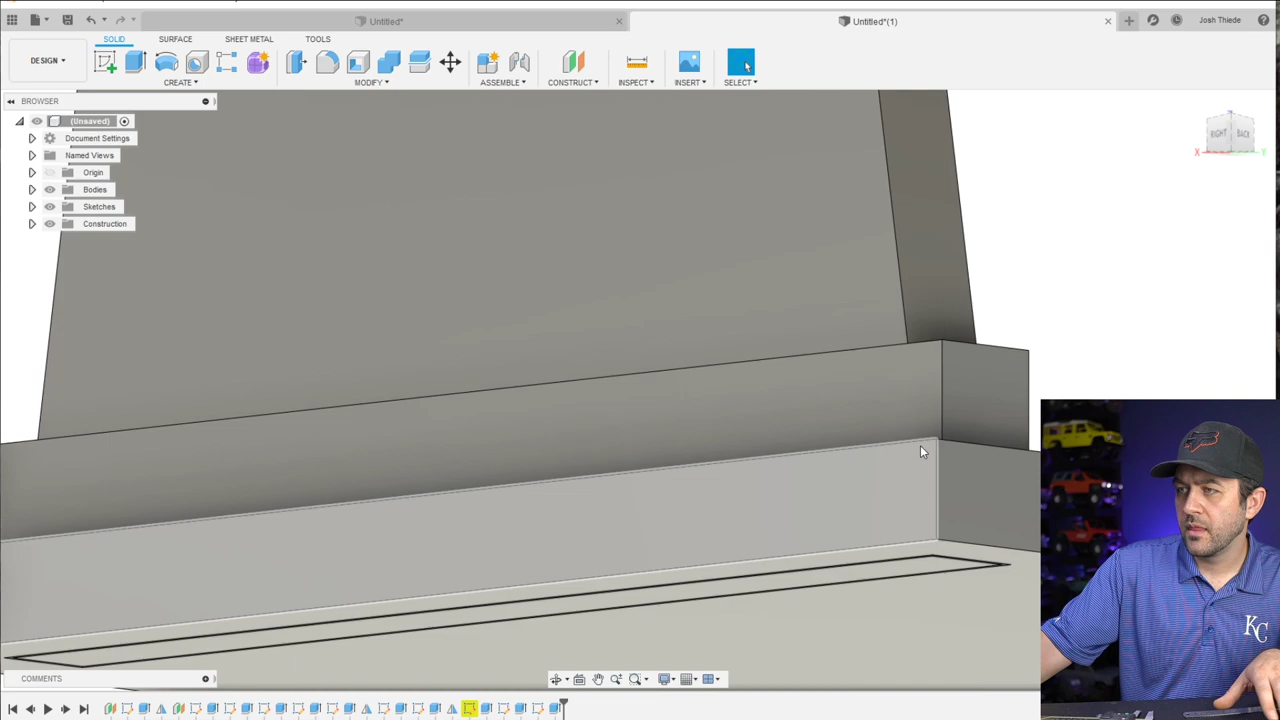 Untitled*
Untitled*(1)
Josh Thiede
DESIGN
SOLID
SURFACE
SHEET METAL
TOOLS
CREATE
MODIFY
ASSEMBLE
CONSTRUCT
INSPECT
INSERT
SELECT
BROWSER
(Unsaved)
Document Settings
Named Views
Origin
Bodies
Sketches
Construction
RIGHT
BACK
X
Y
KC
COMMENTS